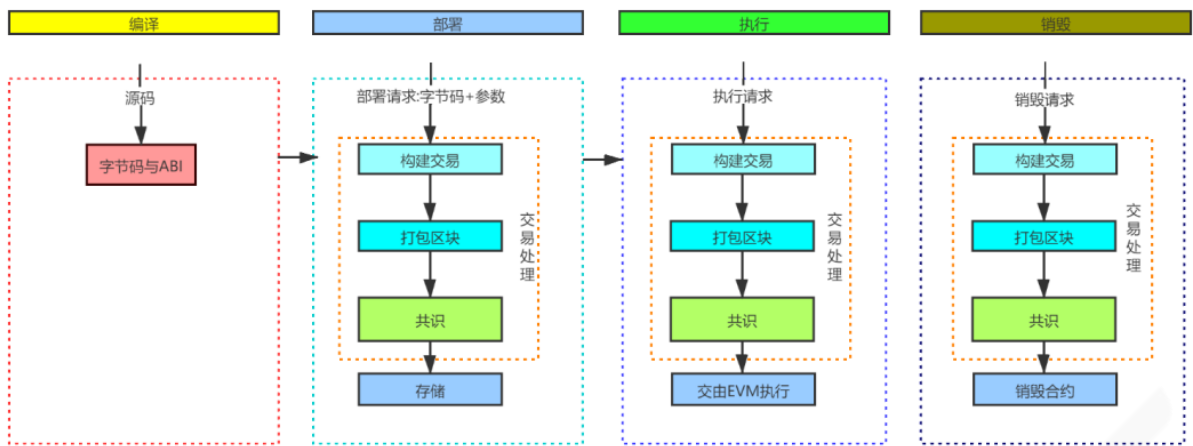 编译
部署
执行
销毁
源码
字节码与ABI
部署请求:字节码+参数
构建交易
打包区块
共识
交易处理
存储
执行请求
构建交易
打包区块
共识
交易处理
交由EVM执行
销毁请求
构建交易
打包区块
共识
交易处理
销毁合约